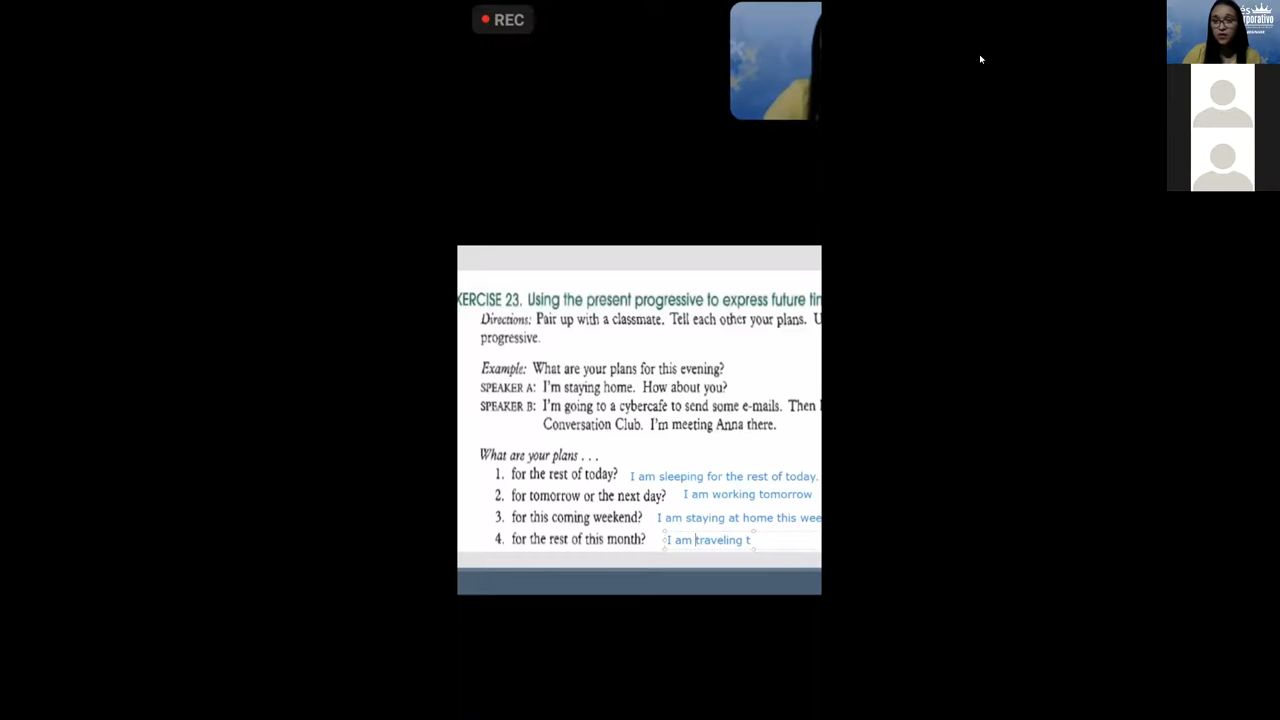 REC
és
rporativo
KERCISE 23. Using the present progressive to express future
Directions: Pair up with a classmate. Tell each other your plans.
progressive.
Example: What are your plans for this evening?
SPEAKER A: I'm staying home. How about you?
SPEAKER B: I'm going to a cybercafe to send some e-mails. Then
Conversation Club. I'm meeting Anna there.
What are your plans . . .
1. for the rest of today? I am sleeping for the rest of today.
2. for tomorrow or the next day? I am working tomorrow
3. for this coming weekend? I am staying at home this wee
4. for the rest of this month? I am traveling t